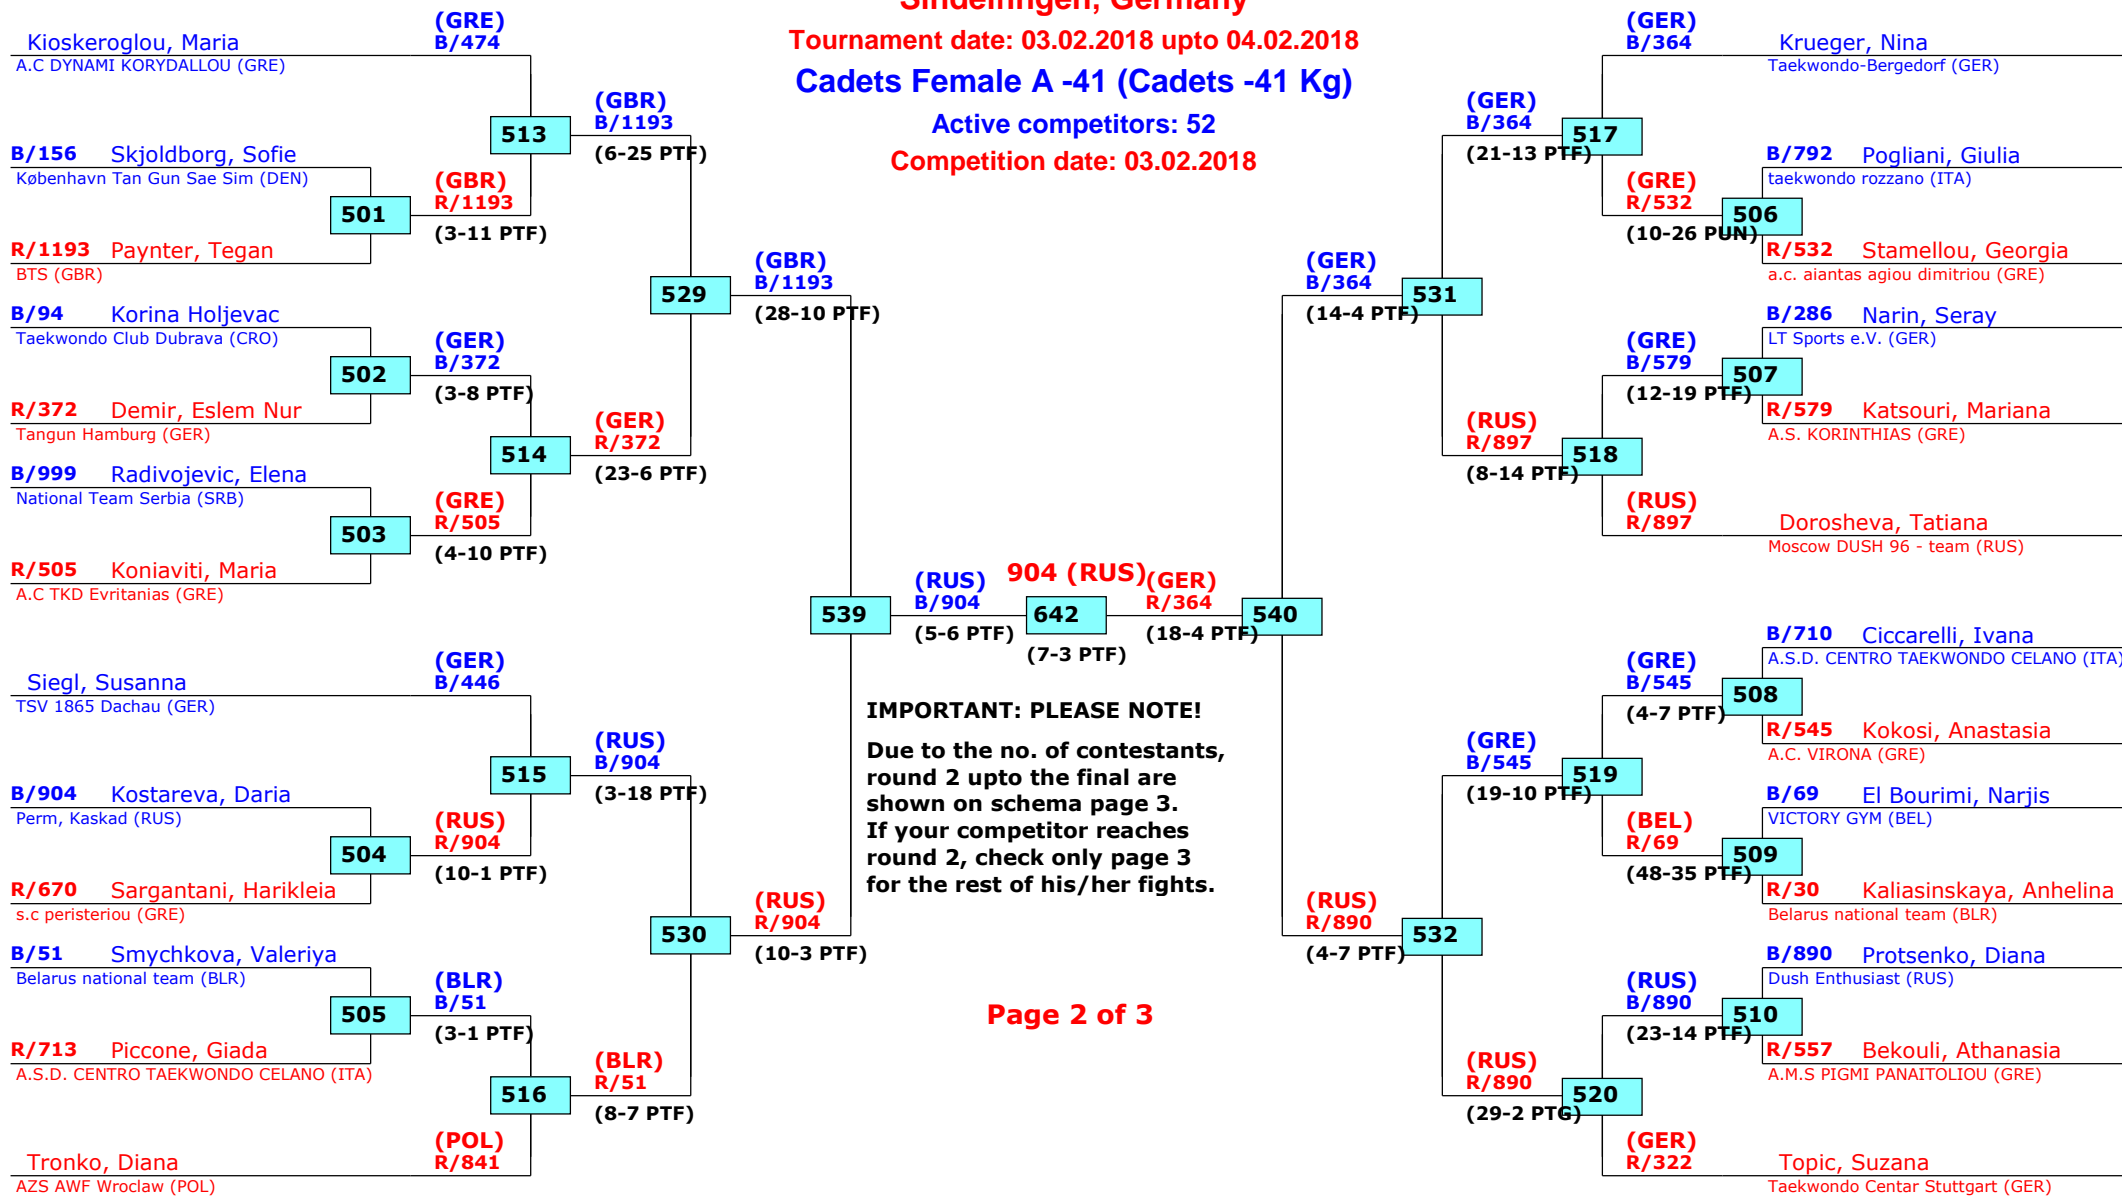 Sindelfingen, Germany
Tournament date: 03.02.2018 upto 04.02.2018
Cadets Female A -41 (Cadets -41 Kg)
Active competitors: 52
Competition date: 03.02.2018
Kioskeroglou, Maria
A.C DYNAMI KORYDALLOU (GRE)
(GRE)
B/474
B/156 Skjoldborg, Sofie
København Tan Gun Sae Sim (DEN)
501
R/1193 Paynter, Tegan
BTS (GBR)
(GBR)
R/1193
(3-11 PTF)
513
(GBR)
B/1193
(6-25 PTF)
B/94 Korina Holjevac
Taekwondo Club Dubrava (CRO)
502
R/372 Demir, Eslem Nur
Tangun Hamburg (GER)
(GER)
B/372
(3-8 PTF)
B/999 Radivojevic, Elena
National Team Serbia (SRB)
503
R/505 Koniaviti, Maria
A.C TKD Evritanias (GRE)
(GRE)
R/505
(4-10 PTF)
514
(GER)
R/372
(23-6 PTF)
529
(GBR)
B/1193
(28-10 PTF)
Siegl, Susanna
TSV 1865 Dachau (GER)
(GER)
B/446
B/904 Kostareva, Daria
Perm, Kaskad (RUS)
504
R/670 Sargantani, Harikleia
s.c peristeriou (GRE)
(RUS)
R/904
(10-1 PTF)
515
(RUS)
B/904
(3-18 PTF)
B/51 Smychkova, Valeriya
Belarus national team (BLR)
505
R/713 Piccone, Giada
A.S.D. CENTRO TAEKWONDO CELANO (ITA)
(BLR)
B/51
(3-1 PTF)
516
Tronko, Diana
AZS AWF Wroclaw (POL)
(POL)
R/841
(BLR)
R/51
(8-7 PTF)
530
(RUS)
R/904
(10-3 PTF)
539
(RUS)
B/904
(5-6 PTF)
904 (RUS)
642
(7-3 PTF)
(GER)
R/364
(18-4 PTF)
540
IMPORTANT: PLEASE NOTE!
Due to the no. of contestants,
round 2 upto the final are
shown on schema page 3.
If your competitor reaches
round 2, check only page 3
for the rest of his/her fights.
Page 2 of 3
(GER)
B/364
(14-4 PTF)
531
(GER)
B/364
(21-13 PTF)
517
(GER)
B/364
Krueger, Nina
Taekwondo-Bergedorf (GER)
(GRE)
R/532
(10-26 PUN)
506
B/792 Pogliani, Giulia
taekwondo rozzano (ITA)
R/532 Stamellou, Georgia
a.c. aiantas agiou dimitriou (GRE)
(RUS)
R/897
(8-14 PTF)
518
(GRE)
B/579
(12-19 PTF)
507
B/286 Narin, Seray
LT Sports e.V. (GER)
R/579 Katsouri, Mariana
A.S. KORINTHIAS (GRE)
(RUS)
R/897
Dorosheva, Tatiana
Moscow DUSH 96 - team (RUS)
(RUS)
R/890
(4-7 PTF)
532
(GRE)
B/545
(19-10 PTF)
519
(GRE)
B/545
(4-7 PTF)
508
B/710 Ciccarelli, Ivana
A.S.D. CENTRO TAEKWONDO CELANO (ITA)
R/545 Kokosi, Anastasia
A.C. VIRONA (GRE)
(BEL)
R/69
(48-35 PTF)
509
B/69 El Bourimi, Narjis
VICTORY GYM (BEL)
R/30 Kaliasinskaya, Anhelina
Belarus national team (BLR)
(RUS)
R/890
(29-2 PTG)
520
(RUS)
B/890
(23-14 PTF)
510
B/890 Protsenko, Diana
Dush Enthusiast (RUS)
R/557 Bekouli, Athanasia
A.M.S PIGMI PANAITOLIOU (GRE)
(GER)
R/322
Topic, Suzana
Taekwondo Centar Stuttgart (GER)